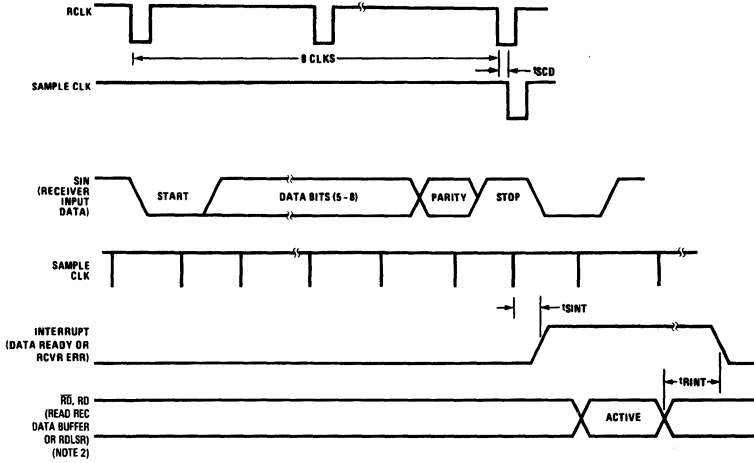 RCLK
8 CLKS
tSCD
SAMPLE CLK
SIN
(RECEIVER
INPUT
DATA)
START
DATA BITS (5-8)
PARITY
STOP
SAMPLE
CLK
tSINT
INTERRUPT
(DATA READY OR
RCVR ERR)
tRINT
RD, RD
(READ REC
DATA BUFFER
OR RDLSR)
(NOTE 2)
ACTIVE